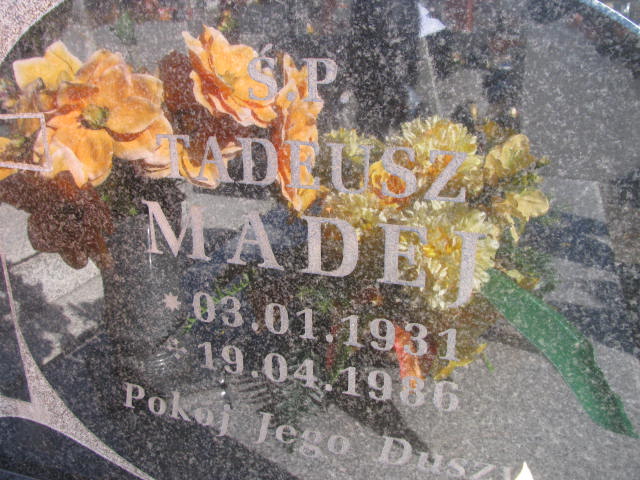 Ś.P
TADEUSZ
MADEJ
* 03.01.1931
✝ 19.04.1986
Pokój Jego Duszy